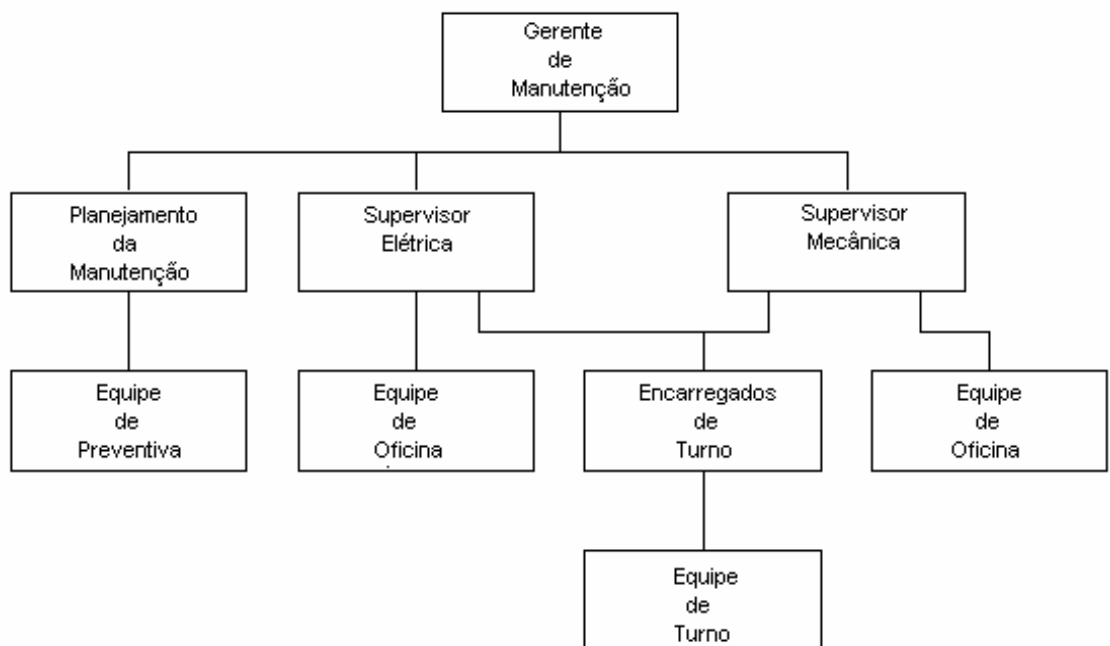 Gerente
de
Manutenção
Planejamento
da
Manutenção
Supervisor
Elétrica
Supervisor
Mecânica
Equipe
de
Preventiva
Equipe
de
Oficina
Encarregados
de
Turno
Equipe
de
Oficina
Equipe
de
Turno